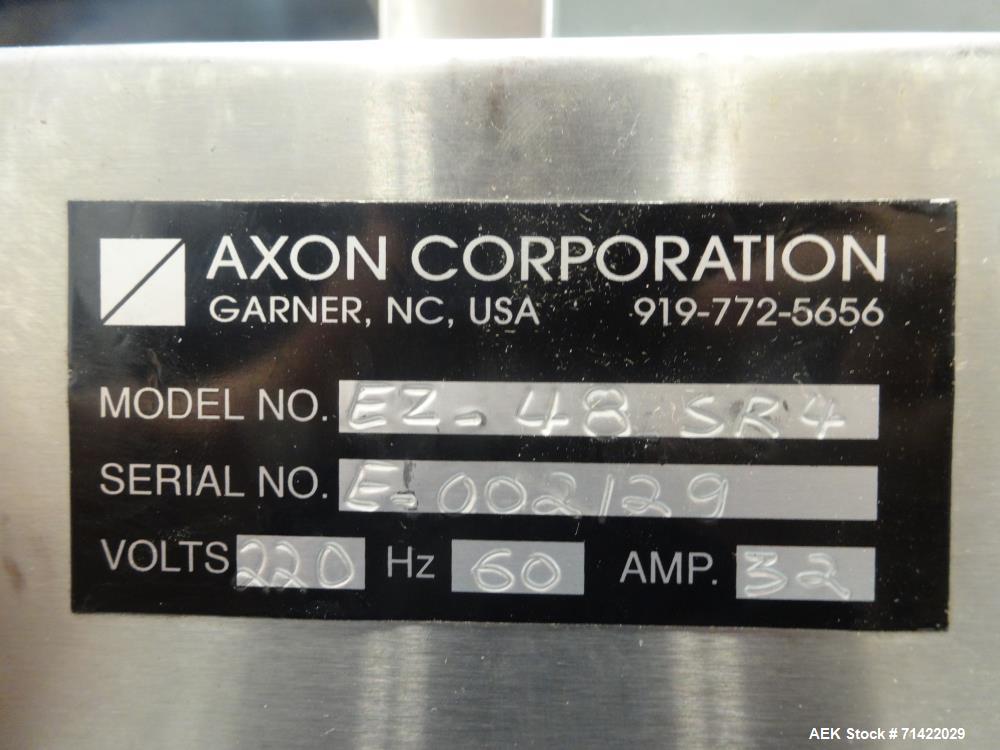 AXON CORPORATION
GARNER, NC, USA 919-772-5656
MODEL NO. EZ-48 SR4
SERIAL NO. E-002129
VOLTS 220 Hz 60 AMP. 32
AEK Stock #71422029